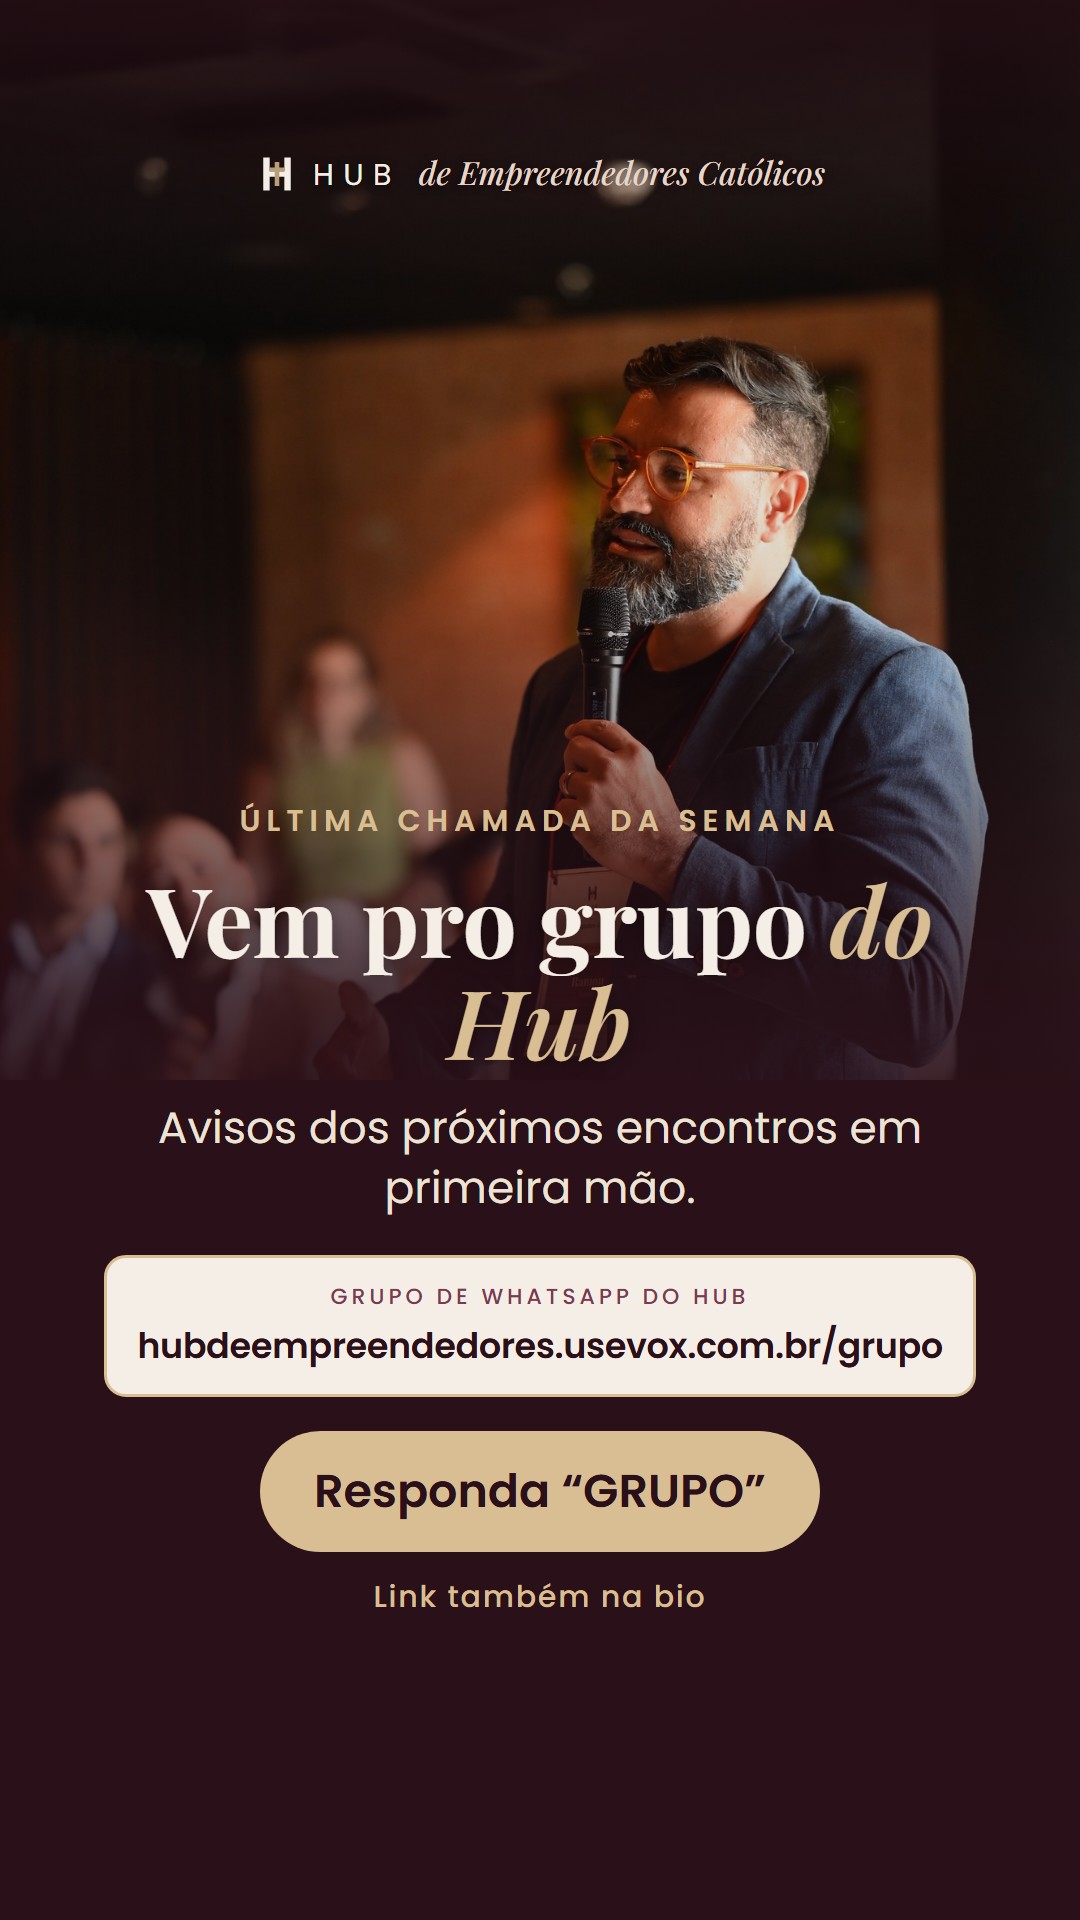 HUB de Empreendedores Católicos
ÚLTIMA CHAMADA DA SEMANA
Vem pro grupo do
Hub
Avisos dos próximos encontros em
primeira mão.
GRUPO DE WHATSAPP DO HUB
hubdeempreendedores.usevox.com.br/grupo
Responda “GRUPO”
Link também na bio